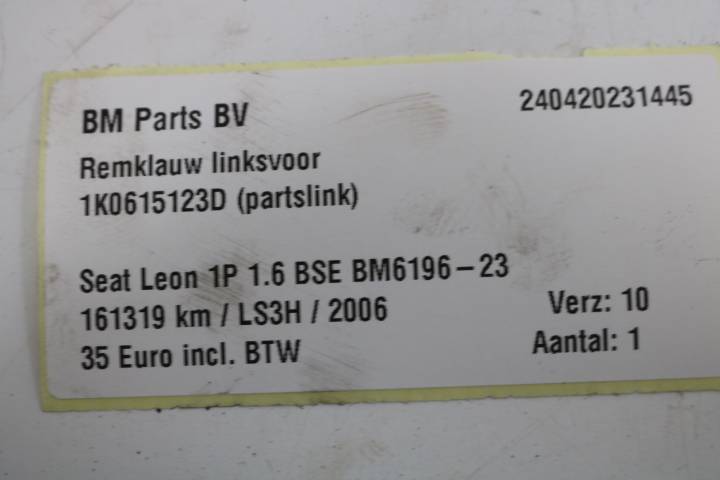 BM Parts BV 240420231445
Remklauw linksvoor
1K0615123D (partslink)
Seat Leon 1P 1.6 BSE BM6196-23
161319 km / LS3H / 2006 Verz: 10
35 Euro incl. BTW Aantal: 1